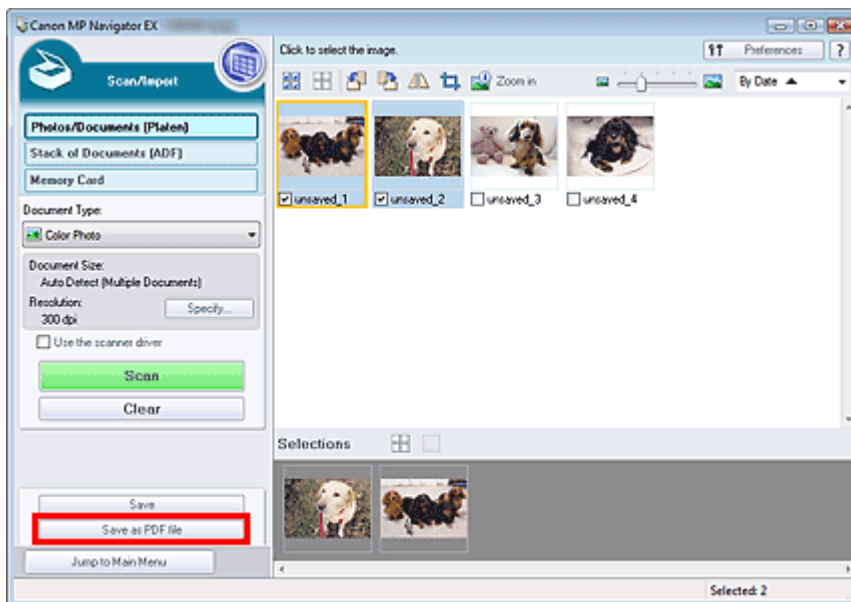 Canon MP Navigator EX
Scan/Import
Photos/Documents (Platen)
Stack of Documents (ADF)
Memory Card
Document Type:
Color Photo
Document Size:
Auto Detect (Multiple Documents)
Resolution:
300 dpi
Specify...
Use the scanner driver
Scan
Clear
Save
Save as PDF file
Jump to Main Menu
Click to select the image.
Preferences
?
Zoom in
By Date
unsaved_1
unsaved_2
unsaved_3
unsaved_4
Selections
Selected: 2